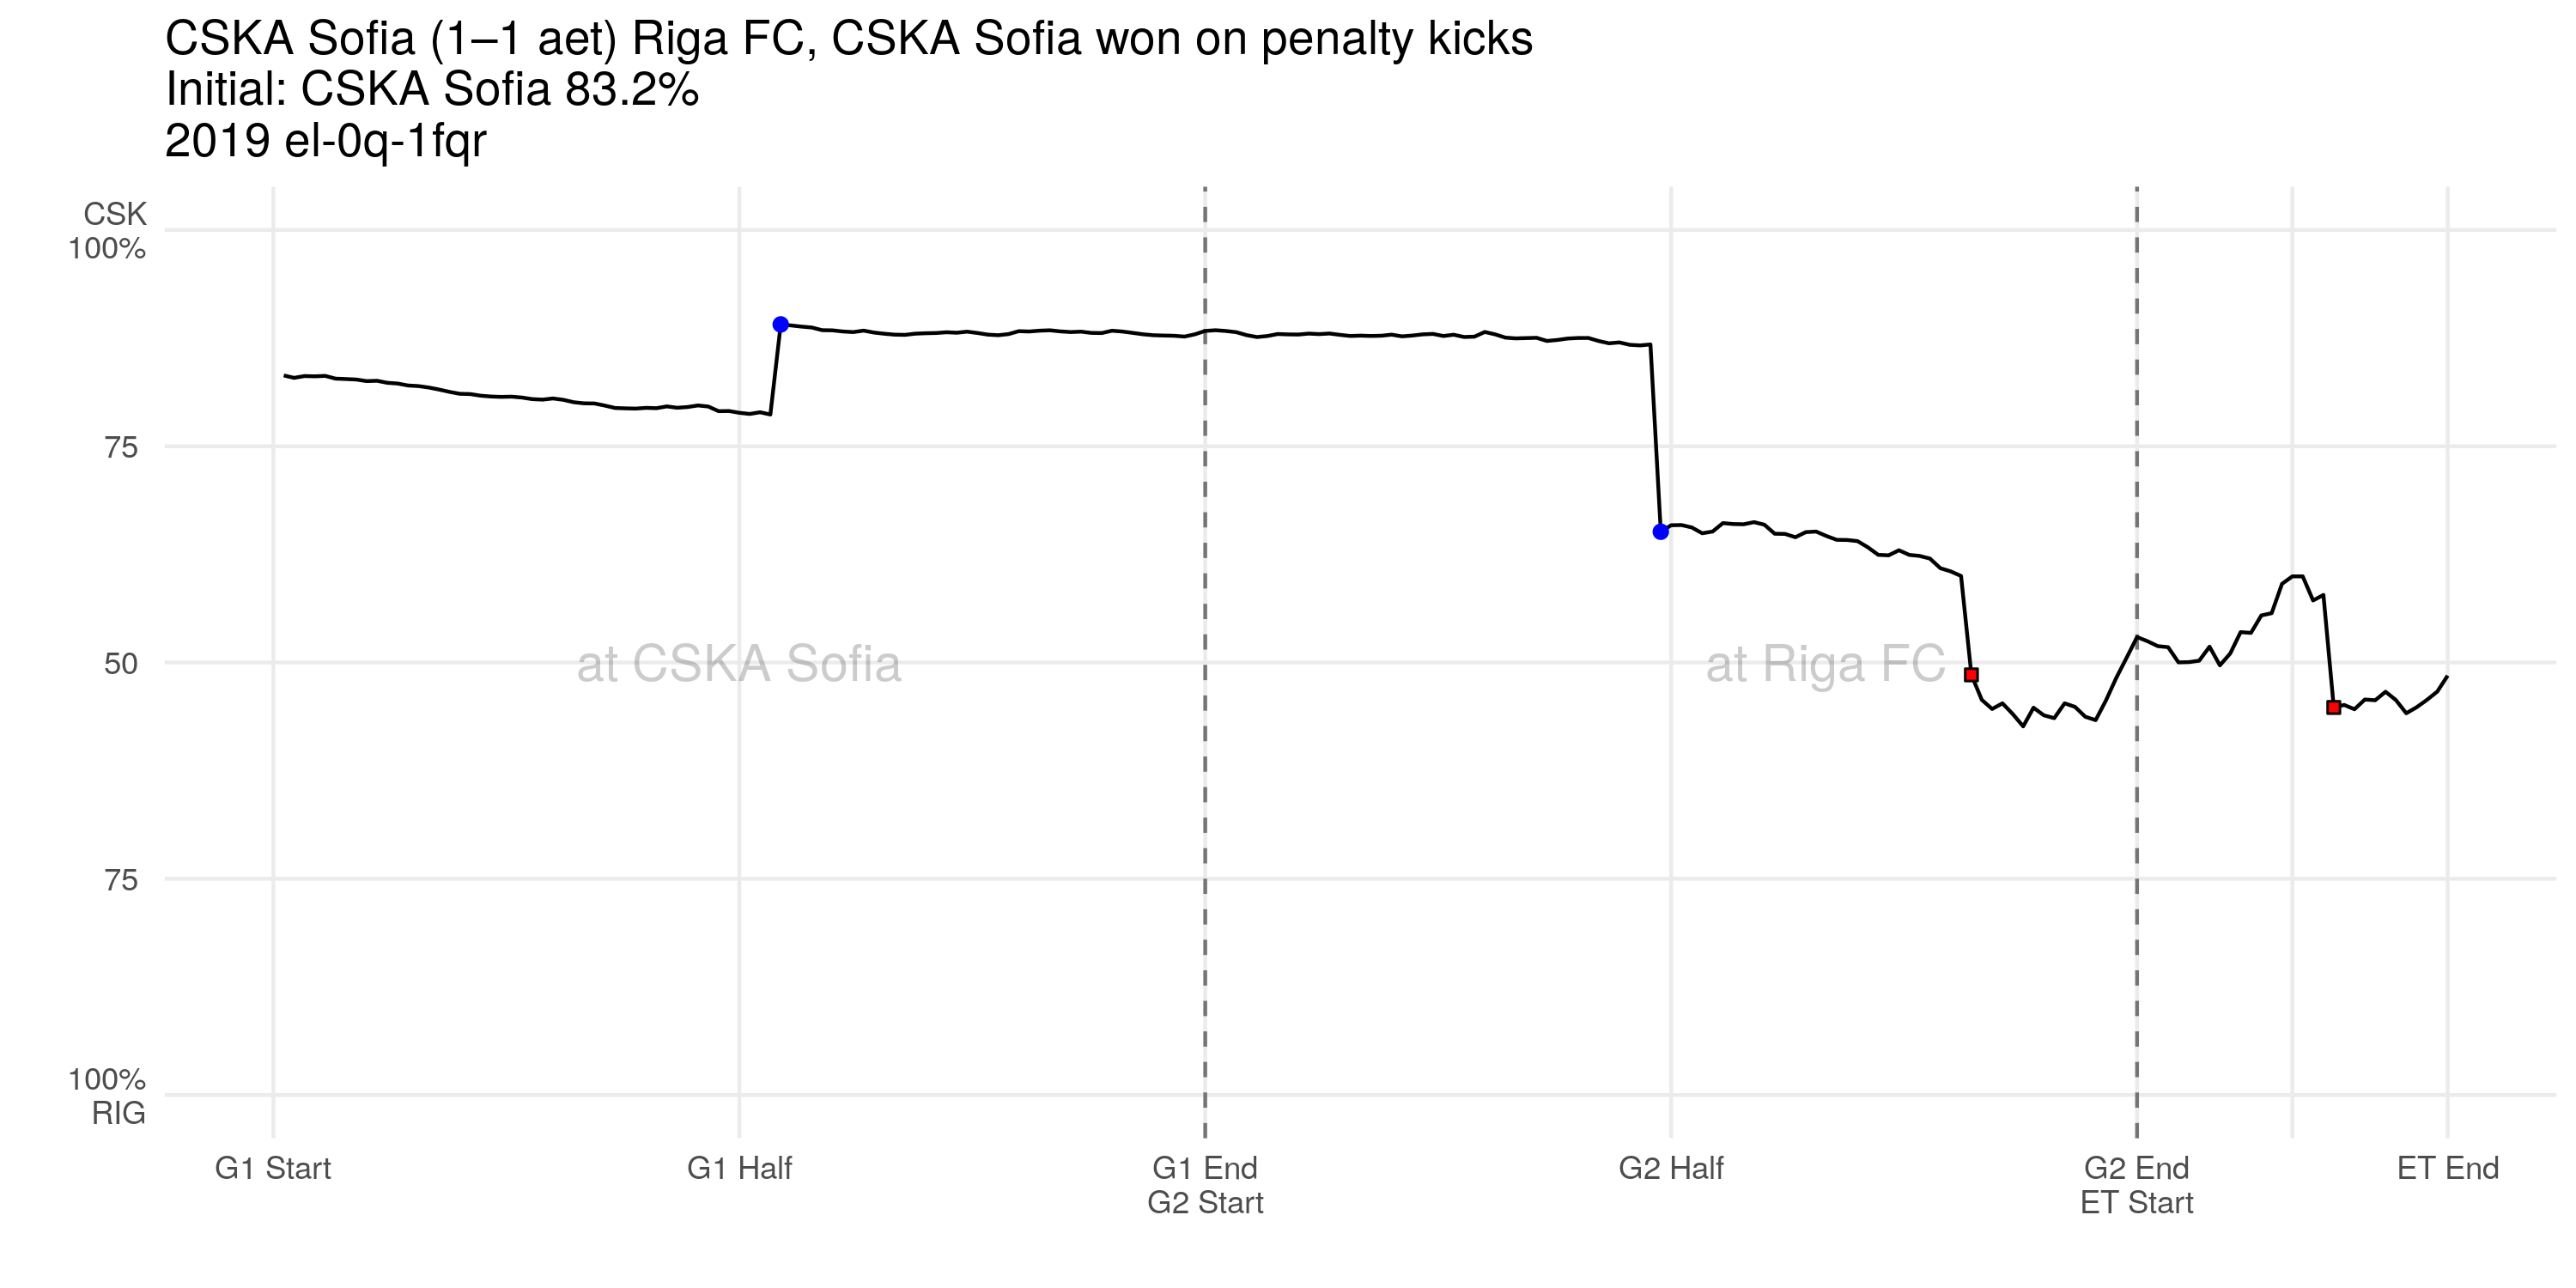 CSKA Sofia (1–1 aet) Riga FC, CSKA Sofia won on penalty kicks
Initial: CSKA Sofia 83.2%
2019 el-0q-1fqr
CSK
100%
75
50
75
100%
RIG
at CSKA Sofia
at Riga FC
G1 Start
G1 Half
G1 End
G2 Start
G2 Half
G2 End
ET Start
ET End